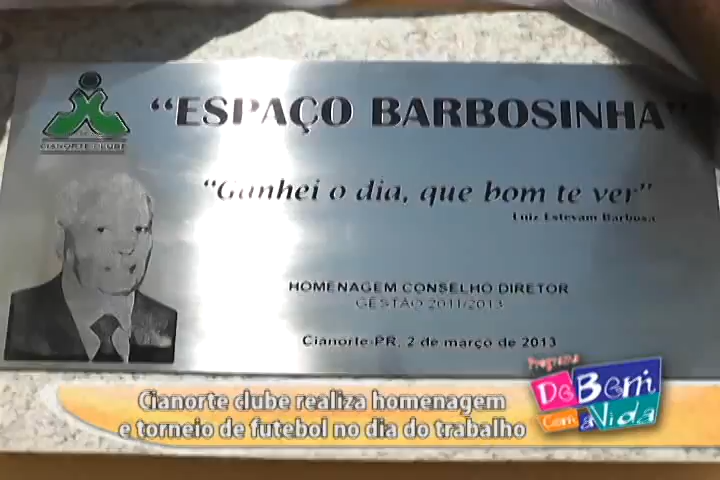 CIANORTE CLUBE
"ESPAÇO BARBOSINHA"
"Ganhei o dia, que bom te ver"
Luiz Estevam Barbosa
HOMENAGEM CONSELHO DIRETOR
GESTÃO 2011/2013
Cianorte-PR, 2 de março de 2013
Programa
De Bem
Com a Vida
Cianorte clube realiza homenagem
e torneio de futebol no dia do trabalho